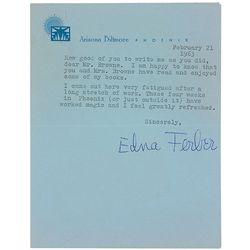 Arizona Biltmore PHOENIX
February 21
1963
How good of you to write me as you did,
dear Mr. Browne. I am happy to know that
you and Mrs. Browne have read and enjoyed
some of my books.
I came out here very fatigued after a
long stretch of work. These four weeks
in Phoenix (or just outside it) have
worked magic and I feel greatly refreshed.
Sincerely,
Edna Ferber